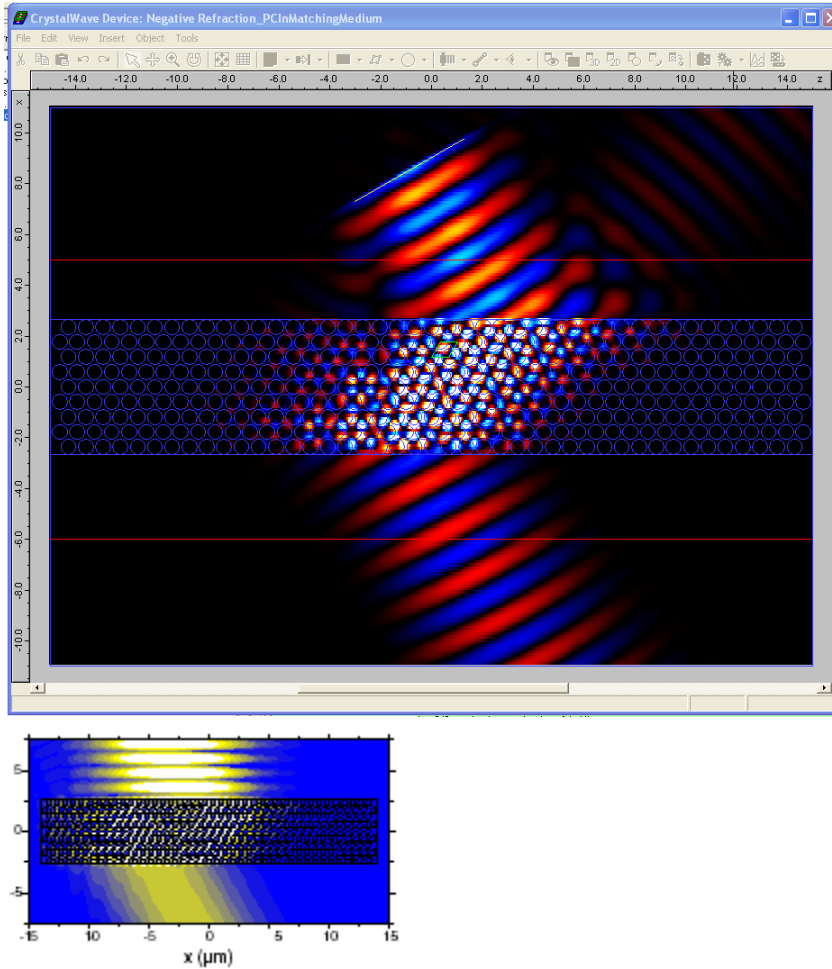 CrystalWave Device: Negative Refraction_PCInMatchingMedium
File Edit View Insert Object Tools
-14.0 -12.0 -10.0 -8.0 -6.0 -4.0 -2.0 0.0 2.0 4.0 6.0 8.0 10.0 12.0 14.0 z
x
10.0
8.0
6.0
4.0
2.0
0.0
-2.0
-4.0
-6.0
-8.0
-10.0
5
0
-5
-15 10 -5 0 5 10 15
x (µm)